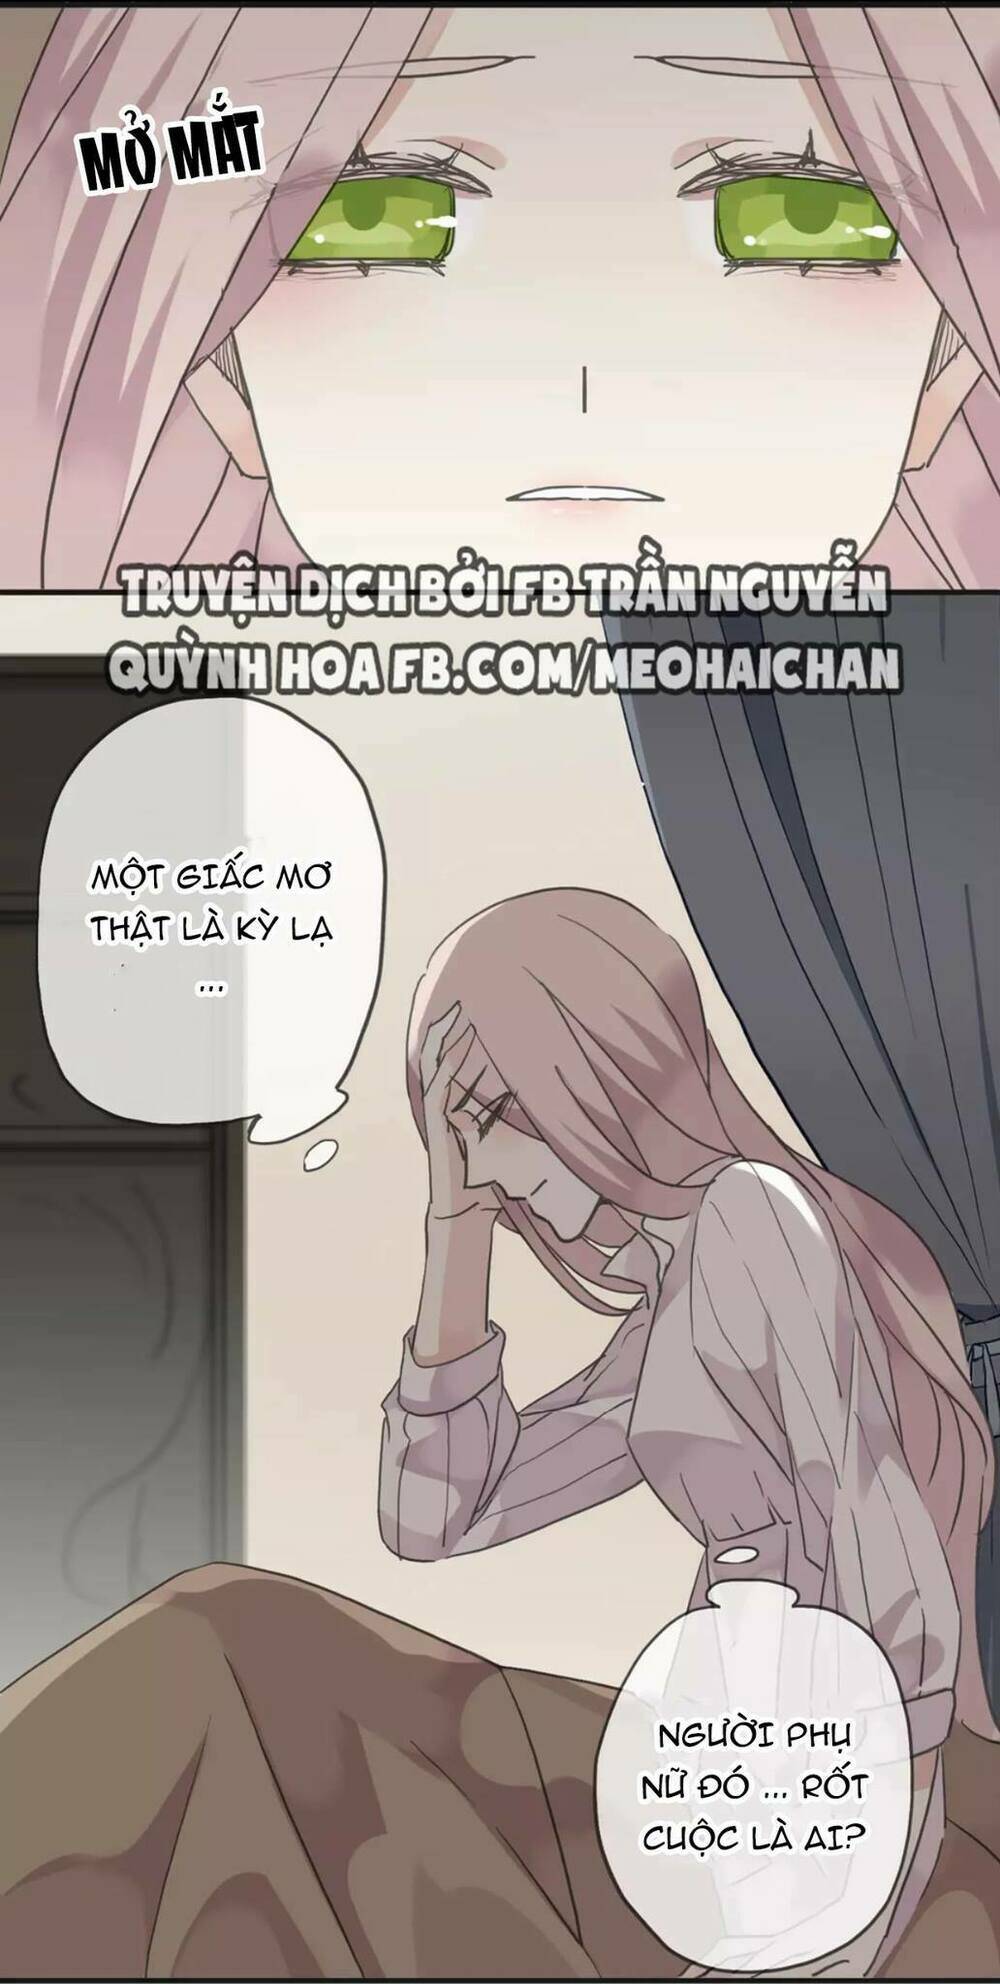 MỞ MẮT
TRUYỆN DỊCH BỞI FB TRẦN NGUYỄN
QUỲNH HOA FB.COM/MEOHAICHAN
MỘT GIẤC MƠ
THẬT LÀ KỲ LẠ
...
NGƯỜI PHỤ
NỮ ĐÓ ... RỐT
CUỘC LÀ AI?